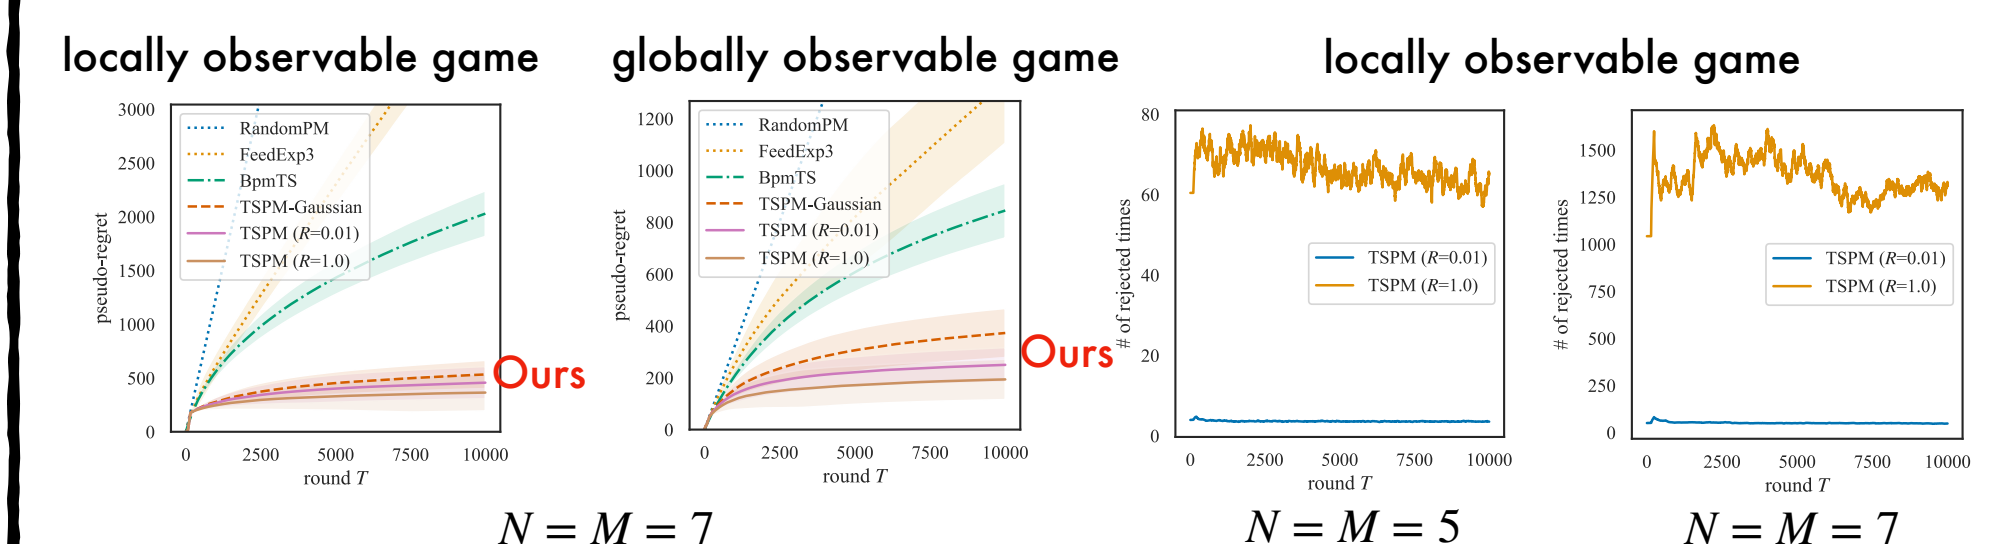 locally observable game
globally observable game
locally observable game
3000
2500
2000
1500
1000
500
0
pseudo-regret
RandomPM
FeedExp3
BpmTS
TSPM-Gaussian
TSPM (R=0.01)
TSPM (R=1.0)
0 2500 5000 7500 10000
round T
Ours
1200
1000
800
600
400
200
0
pseudo-regret
RandomPM
FeedExp3
BpmTS
TSPM-Gaussian
TSPM (R=0.01)
TSPM (R=1.0)
0 2500 5000 7500 10000
round T
Ours
N = M = 7
80
60
40
20
0
# of rejected times
TSPM (R=0.01)
TSPM (R=1.0)
0 2500 5000 7500 10000
round T
N = M = 5
1500
1250
1000
750
500
250
0
# of rejected times
TSPM (R=0.01)
TSPM (R=1.0)
0 2500 5000 7500 10000
round T
N = M = 7